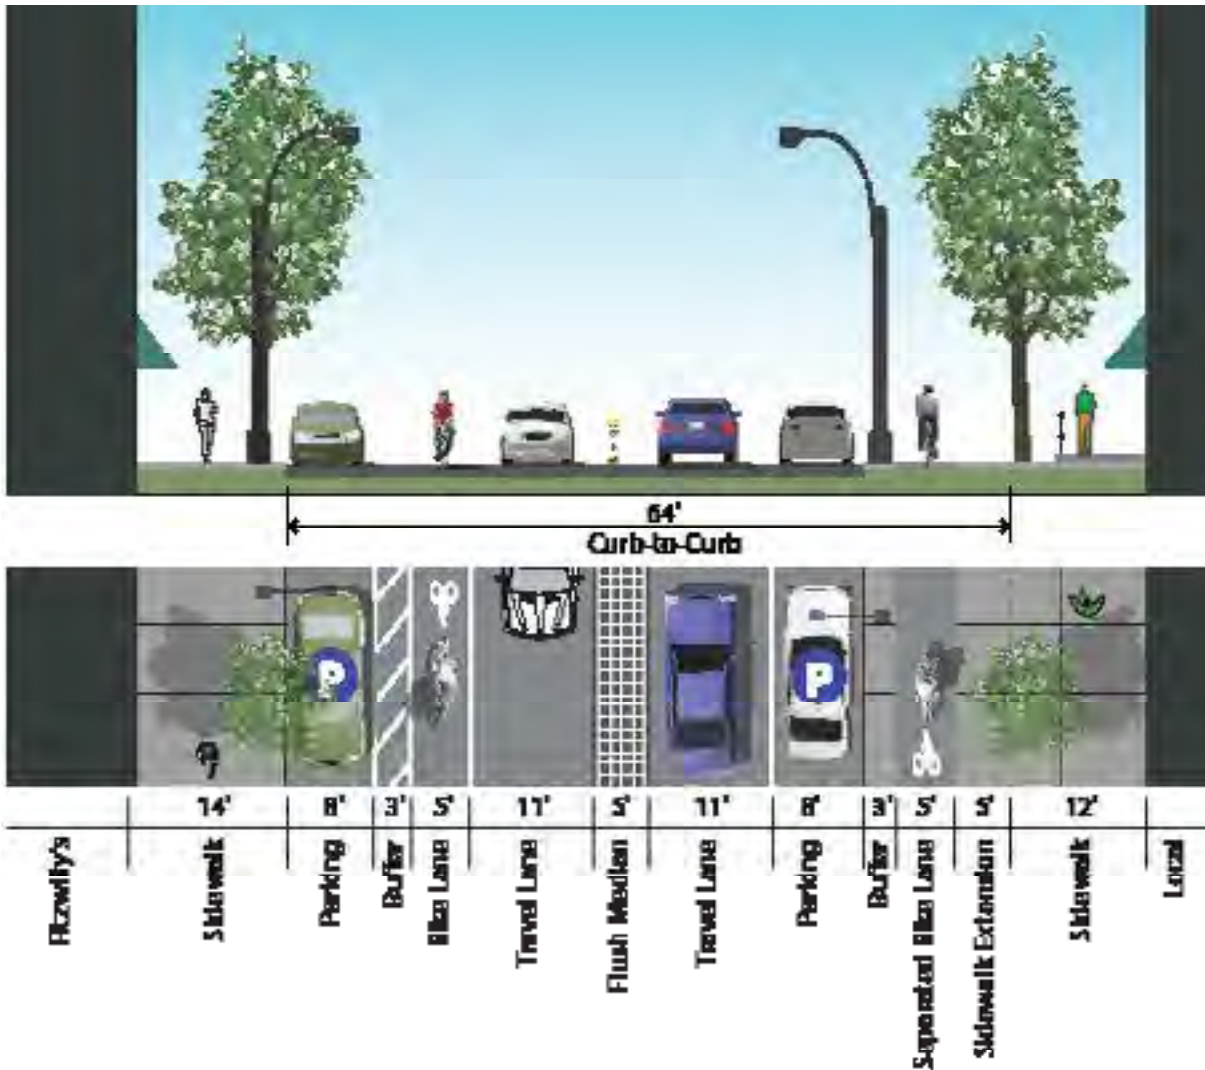 64'
Curb-to-Curb
P
P
14' 8' 3' 5' 11' 5' 11' 8' 3' 5' 5' 12'
Fitzwilly's
Sidewalk
Parking
Buffer
Bike Lane
Travel Lane
Flush Median
Travel Lane
Parking
Buffer
Separated Bike Lane
Sidewalk Extension
Sidewalk
Local